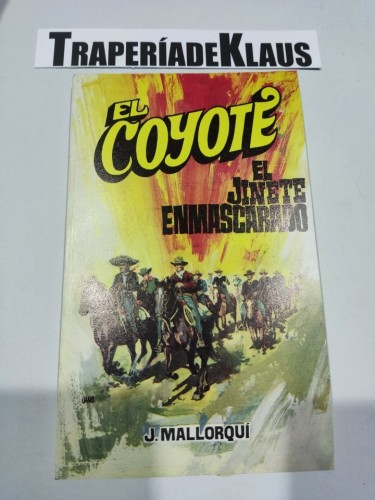 TRAPERÍADEKLAUS
EL
COYOTE
EL
JINETE
ENMASCARADO
J. MALLORQUÍ